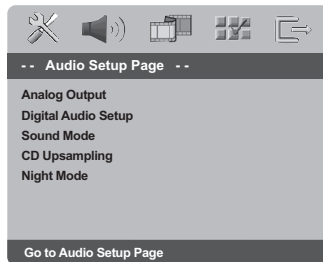 -- Audio Setup Page --
Analog Output
Digital Audio Setup
Sound Mode
CD Upsampling
Night Mode
Go to Audio Setup Page